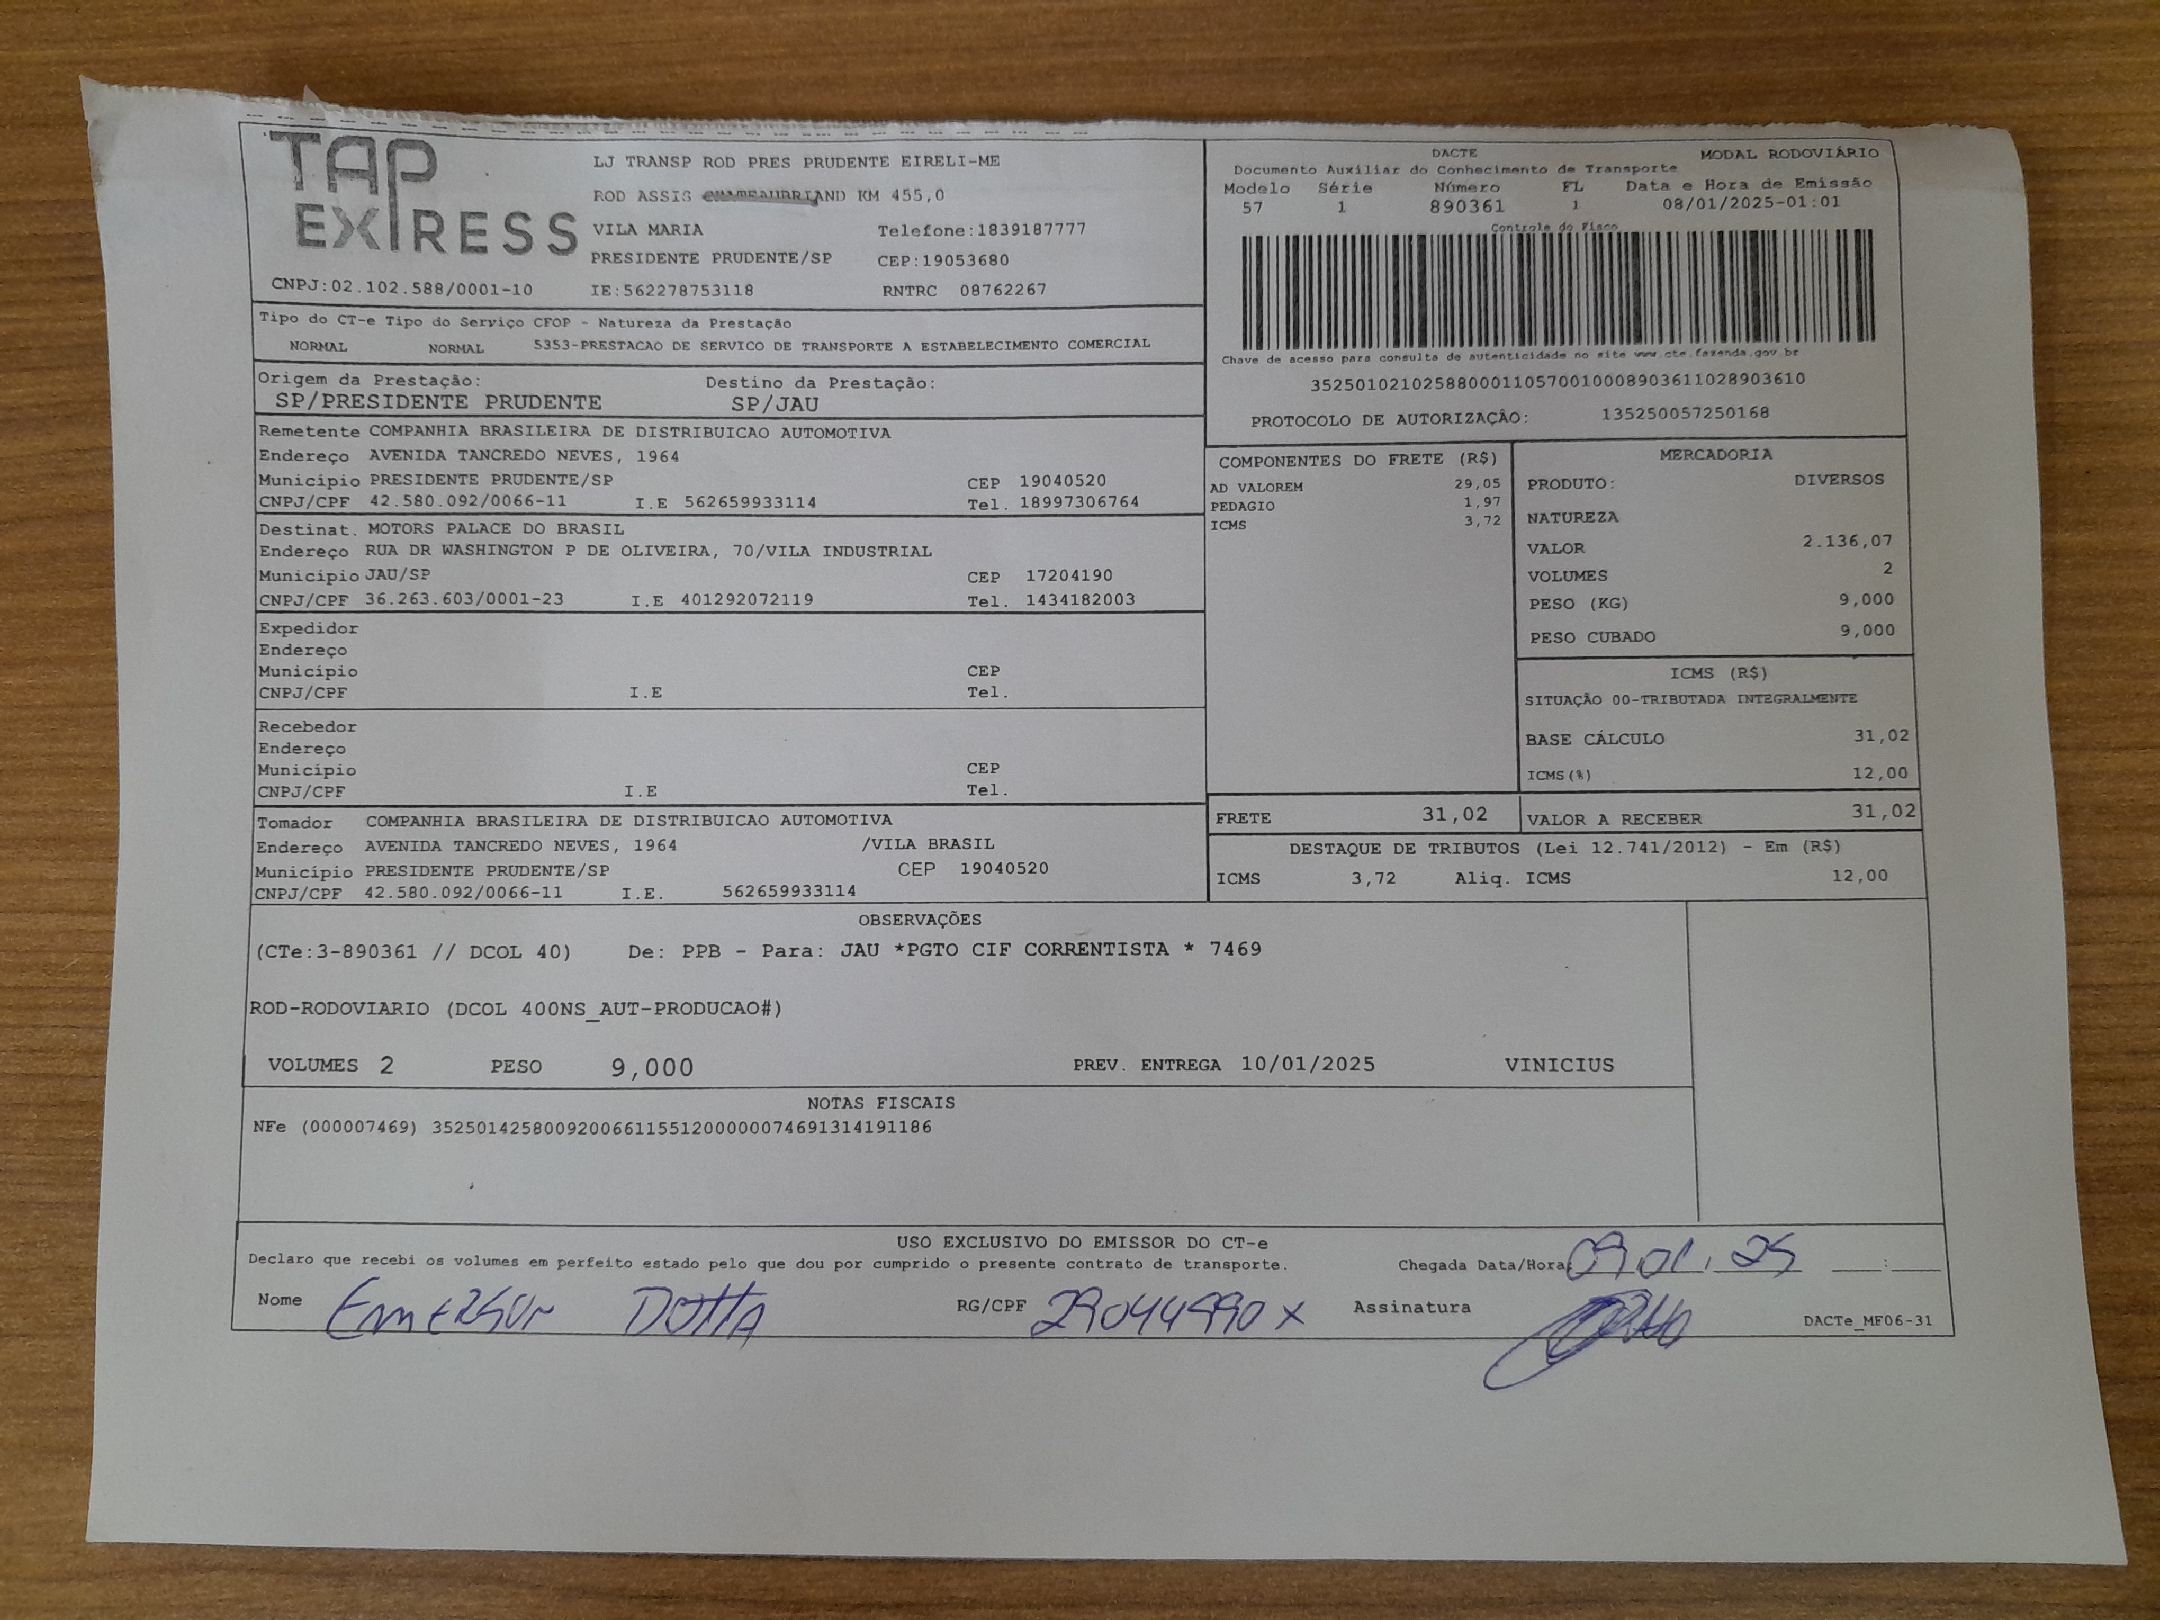 TAP
EXPRESS
LJ TRANSP ROD PRES PRUDENTE EIRELI-ME
ROD ASSIS CHATEAUBRIAND KM 455,0
VILA MARIA Telefone:1839187777
PRESIDENTE PRUDENTE/SP CEP:19053680
CNPJ:02.102.588/0001-10 IE:562278753118 RNTRC 08762267
DACTE MODAL RODOVIÁRIO
Documento Auxiliar do Conhecimento de Transporte
Modelo Série Número FL Data e Hora de Emissão
57 1 890361 1 08/01/2025-01:01
Controle do Fisco
Chave de acesso para consulta de autenticidade no site www.cte.fazenda.gov.br
35250102102588000110570010008903611028903610
PROTOCOLO DE AUTORIZAÇÃO: 135250057250168
Tipo do CT-e Tipo do Serviço CFOP - Natureza da Prestação
NORMAL NORMAL 5353-PRESTACAO DE SERVICO DE TRANSPORTE A ESTABELECIMENTO COMERCIAL
Origem da Prestação: Destino da Prestação:
SP/PRESIDENTE PRUDENTE SP/JAU
Remetente COMPANHIA BRASILEIRA DE DISTRIBUICAO AUTOMOTIVA
Endereço AVENIDA TANCREDO NEVES, 1964
Município PRESIDENTE PRUDENTE/SP CEP 19040520
CNPJ/CPF 42.580.092/0066-11 I.E 562659933114 Tel. 18997306764
Destinat. MOTORS PALACE DO BRASIL
Endereço RUA DR WASHINGTON P DE OLIVEIRA, 70/VILA INDUSTRIAL
Município JAU/SP CEP 17204190
CNPJ/CPF 36.263.603/0001-23 I.E 401292072119 Tel. 1434182003
Expedidor
Endereço
Município CEP
CNPJ/CPF I.E Tel.
Recebedor
Endereço
Município CEP
CNPJ/CPF I.E Tel.
Tomador COMPANHIA BRASILEIRA DE DISTRIBUICAO AUTOMOTIVA
Endereço AVENIDA TANCREDO NEVES, 1964 /VILA BRASIL
Município PRESIDENTE PRUDENTE/SP CEP 19040520
CNPJ/CPF 42.580.092/0066-11 I.E. 562659933114
COMPONENTES DO FRETE (R$)
AD VALOREM 29,05
PEDAGIO 1,97
ICMS 3,72
MERCADORIA
PRODUTO: DIVERSOS
NATUREZA
VALOR 2.136,07
VOLUMES 2
PESO (KG) 9,000
PESO CUBADO 9,000
ICMS (R$)
SITUAÇÃO 00-TRIBUTADA INTEGRALMENTE
BASE CÁLCULO 31,02
ICMS(%) 12,00
FRETE 31,02 VALOR A RECEBER 31,02
DESTAQUE DE TRIBUTOS (Lei 12.741/2012) - Em (R$)
ICMS 3,72 Aliq. ICMS 12,00
OBSERVAÇÕES
(CTe:3-890361 // DCOL 40) De: PPB - Para: JAU *PGTO CIF CORRENTISTA * 7469
ROD-RODOVIARIO (DCOL 400NS_AUT-PRODUCAO#)
VOLUMES 2 PESO 9,000 PREV. ENTREGA 10/01/2025 VINICIUS
NOTAS FISCAIS
NFe (000007469) 35250142580092006611551200000074691314191186
USO EXCLUSIVO DO EMISSOR DO CT-e
Declaro que recebi os volumes em perfeito estado pelo que dou por cumprido o presente contrato de transporte. Chegada Data/Hora 09.01.25 :
Nome Emerson Dotta RG/CPF 29044990x Assinatura
DACTe_MF06-31